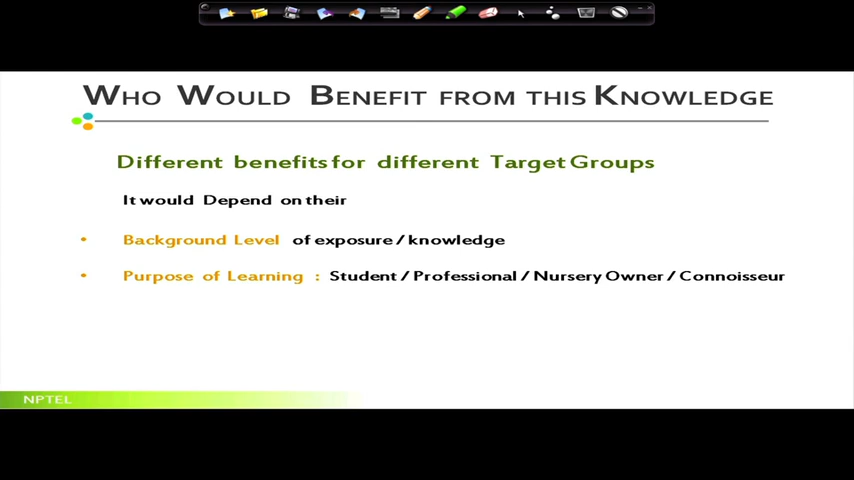 WHO WOULD BENEFIT FROM THIS KNOWLEDGE
Different benefits for different Target Groups
It would Depend on their
• Background Level of exposure / knowledge
• Purpose of Learning : Student / Professional / Nursery Owner / Connoisseur
NPTEL